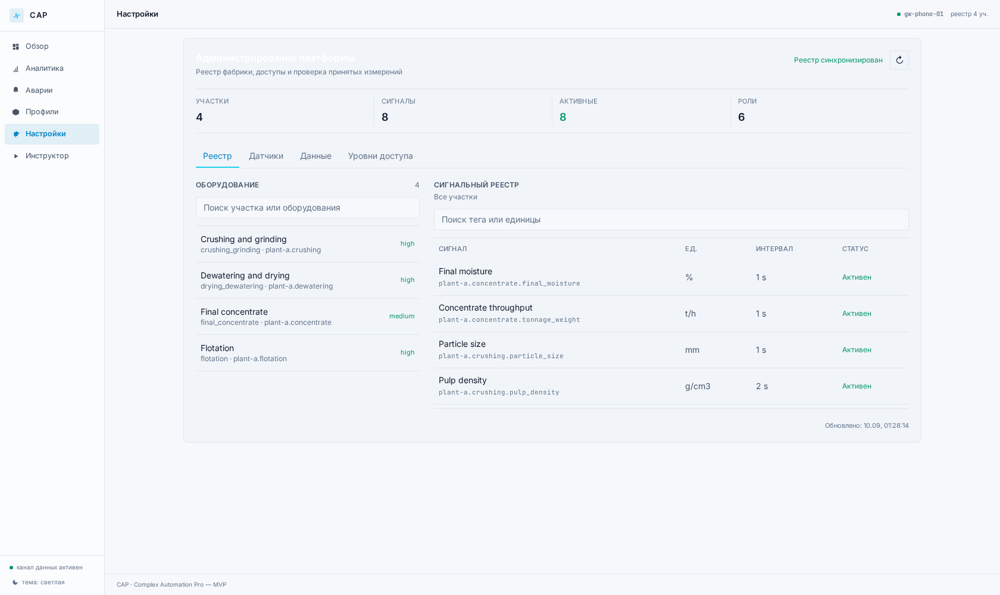 CAP
Обзор
Аналитика
Аварии
Профили
Настройки
Инструктор
канал данных активен
тема: светлая
Настройки
gw-phone-01 реестр 4 уч.
Администрирование платформы
Реестр фабрики, доступы и проверка принятых измерений
Реестр синхронизирован
УЧАСТКИ
4
СИГНАЛЫ
8
АКТИВНЫЕ
8
РОЛИ
6
Реестр Датчики Данные Уровни доступа
ОБОРУДОВАНИЕ 4
Поиск участка или оборудования
Crushing and grinding
crushing_grinding · plant-a.crushing
high
Dewatering and drying
drying_dewatering · plant-a.dewatering
high
Final concentrate
final_concentrate · plant-a.concentrate
medium
Flotation
flotation · plant-a.flotation
high
СИГНАЛЬНЫЙ РЕЕСТР
Все участки
Поиск тега или единицы
СИГНАЛ ЕД. ИНТЕРВАЛ СТАТУС
Final moisture
plant-a.concentrate.final_moisture
% 1 s Активен
Concentrate throughput
plant-a.concentrate.tonnage_weight
t/h 1 s Активен
Particle size
plant-a.crushing.particle_size
mm 1 s Активен
Pulp density
plant-a.crushing.pulp_density
g/cm3 2 s Активен
Обновлено: 10.09, 01:28:14
CAP · Complex Automation Pro — MVP